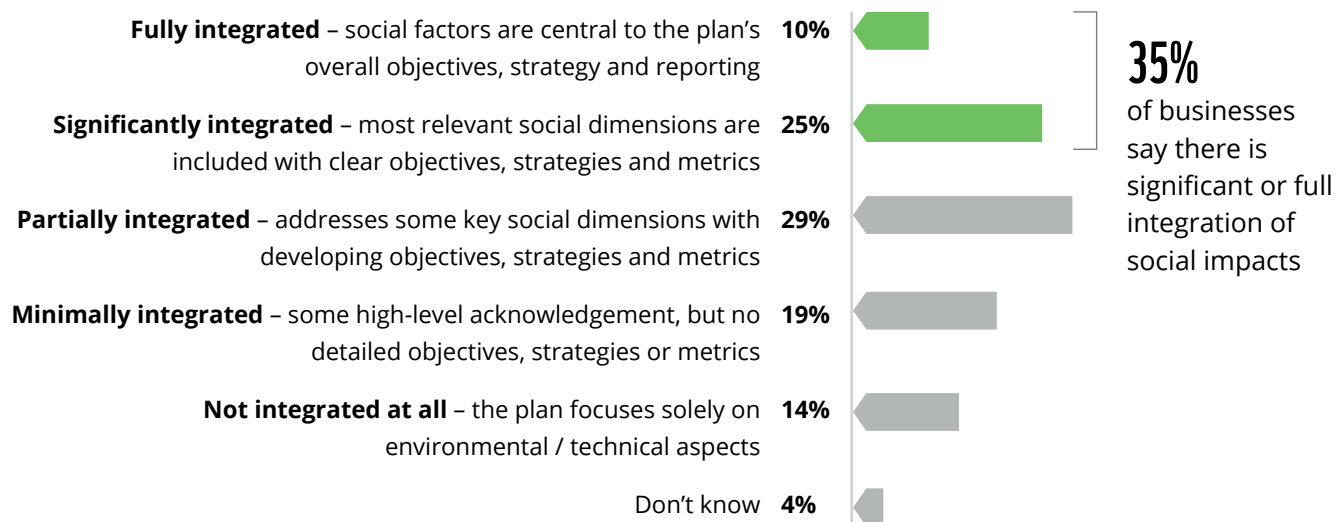 Fully integrated – social factors are central to the plan's 10%
overall objectives, strategy and reporting
Significantly integrated – most relevant social dimensions are 25%
included with clear objectives, strategies and metrics
Partially integrated – addresses some key social dimensions with 29%
developing objectives, strategies and metrics
Minimally integrated – some high-level acknowledgement, but no 19%
detailed objectives, strategies or metrics
Not integrated at all – the plan focuses solely on 14%
environmental / technical aspects
Don't know 4%
35%
of businesses
say there is
significant or full
integration of
social impacts